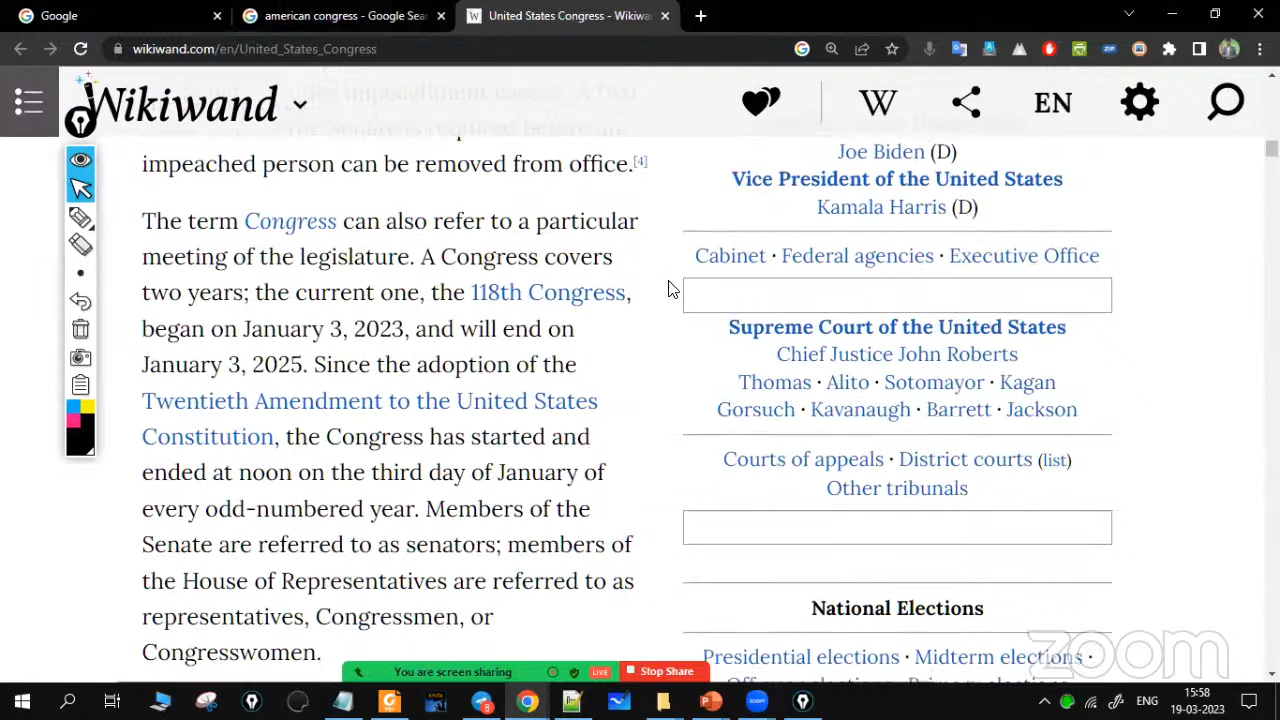 Google
american congress - Google Sea
United States Congress - Wikiwa
wikiwand.com/en/United_States_Congress
Wikiwand
W
EN
impeached person can be removed from office.[4]
The term Congress can also refer to a particular
meeting of the legislature. A Congress covers
two years; the current one, the 118th Congress,
began on January 3, 2023, and will end on
January 3, 2025. Since the adoption of the
Twentieth Amendment to the United States
Constitution, the Congress has started and
ended at noon on the third day of January of
every odd-numbered year. Members of the
Senate are referred to as senators; members of
the House of Representatives are referred to as
representatives, Congressmen, or
Congresswomen.
Joe Biden (D)
Vice President of the United States
Kamala Harris (D)
Cabinet · Federal agencies · Executive Office
Supreme Court of the United States
Chief Justice John Roberts
Thomas · Alito · Sotomayor · Kagan
Gorsuch · Kavanaugh · Barrett · Jackson
Courts of appeals · District courts (list)
Other tribunals
National Elections
Presidential elections · Midterm elections ·
zoom
You are screen sharing
LIVE
Stop Share
ENG
15:58
19-03-2023